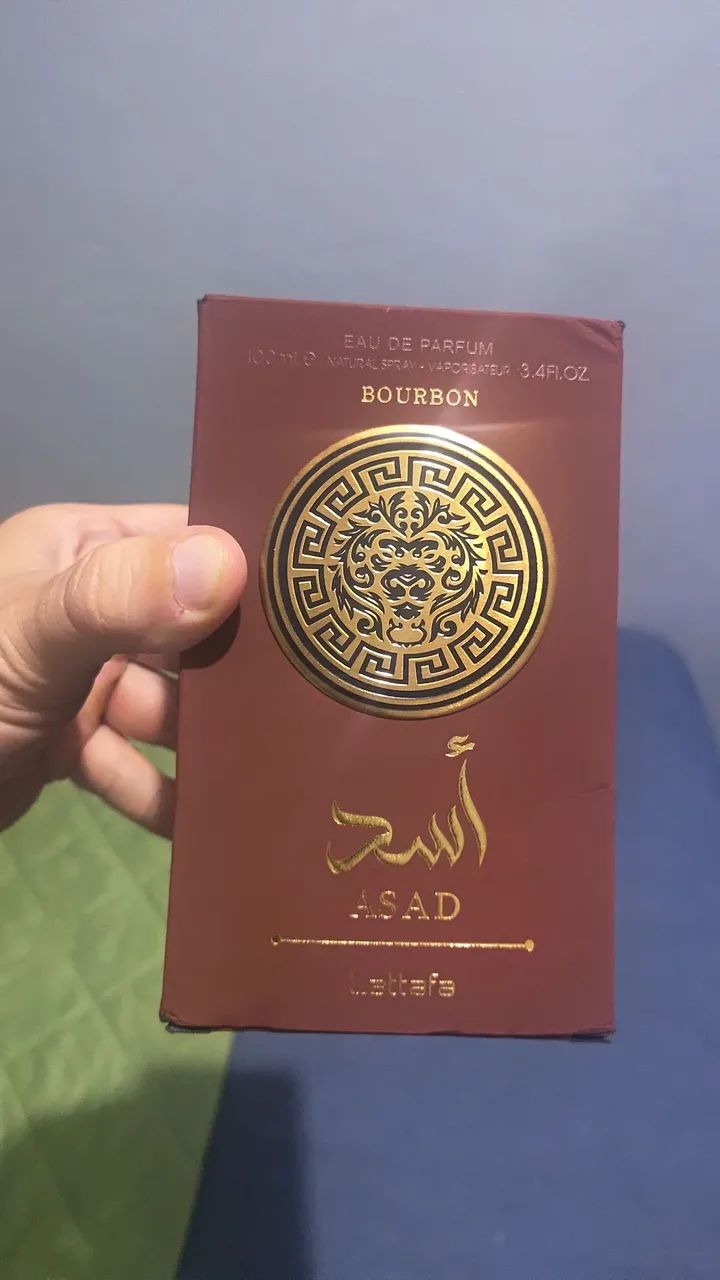 EAU DE PARFUM
100ml ℮ NATURAL SPRAY - VAPORISATEUR 3.4Fl.OZ
BOURBON
أسد
ASAD
Lattafa